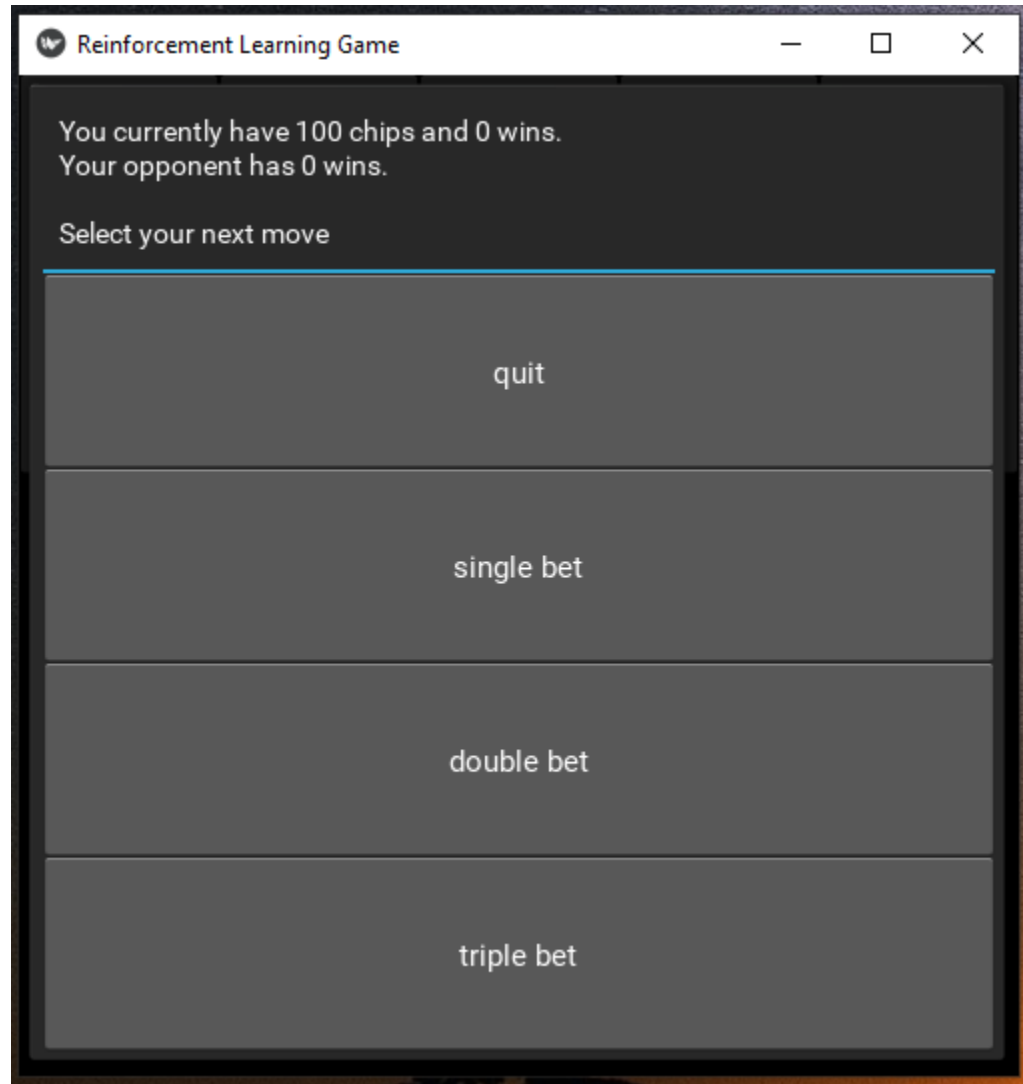 Reinforcement Learning Game
You currently have 100 chips and 0 wins.
Your opponent has 0 wins.
Select your next move
quit
single bet
double bet
triple bet